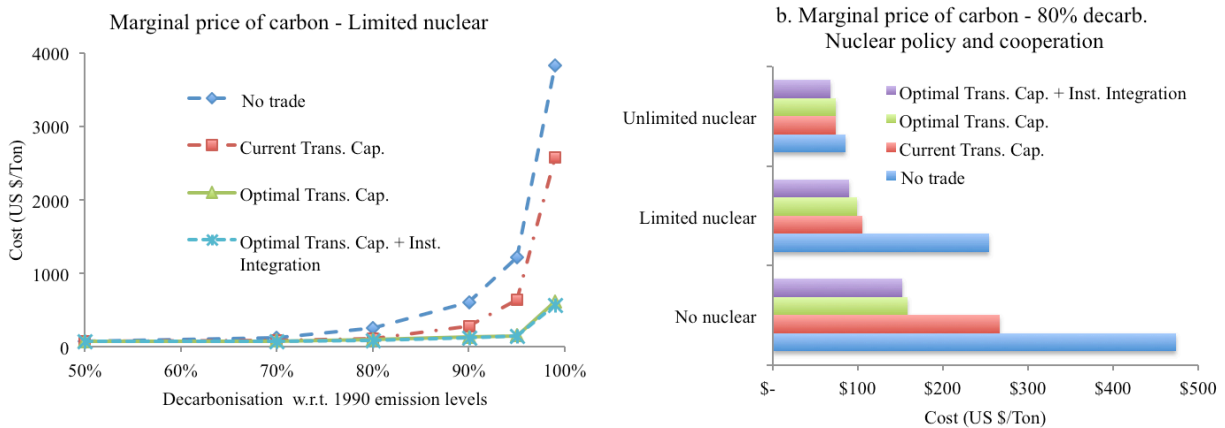 Marginal price of carbon - Limited nuclear
4000
3000
2000
1000
0
Cost (US $/Ton)
No trade
Current Trans. Cap.
Optimal Trans. Cap.
Optimal Trans. Cap. + Inst.
Integration
50%
60%
70%
80%
90%
100%
Decarbonisation w.r.t. 1990 emission levels
b. Marginal price of carbon - 80% decarb.
Nuclear policy and cooperation
Unlimited nuclear
Limited nuclear
No nuclear
Optimal Trans. Cap. + Inst. Integration
Optimal Trans. Cap.
Current Trans. Cap.
No trade
$-
$100
$200
$300
$400
$500
Cost (US $/Ton)